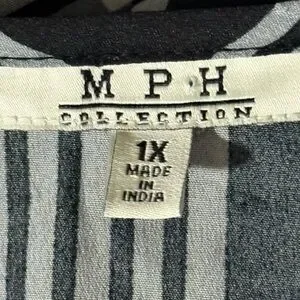 M P H
COLLECTION
1X
MADE
IN
INDIA